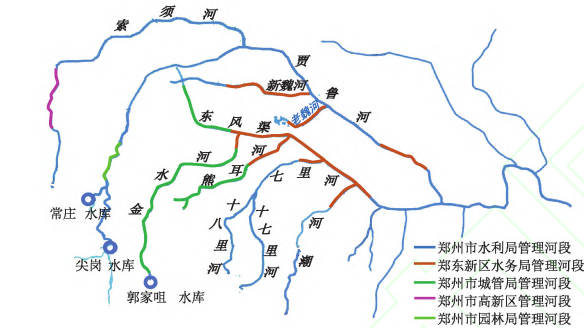 索须河
贾鲁河
新魏河
老魏河
东风渠
金水河
熊耳河
七里河
十八里河
十七里河
潮河
常庄 水库
尖岗 水库
郭家咀 水库
郑州市水利局管理河段
郑东新区水务局管理河段
郑州市城管局管理河段
郑州市高新区管理河段
郑州市园林局管理河段